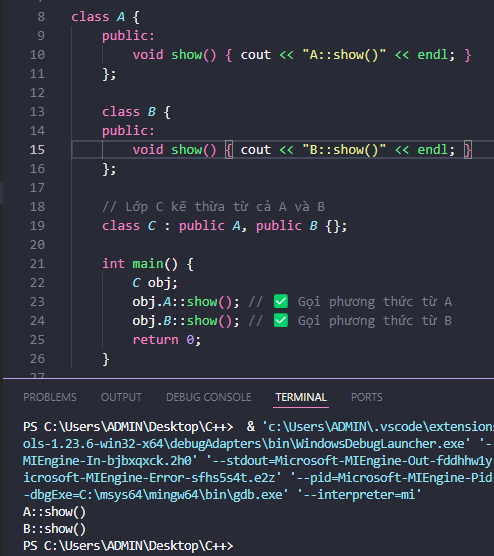 8 class A {
9 public:
10 void show() { cout << "A::show()" << endl; }
11 };
12
13 class B {
14 public:
15 void show() { cout << "B::show()" << endl; }
16 };
17
18 // Lớp C kế thừa từ cả A và B
19 class C : public A, public B {};
20
21 int main() {
22 C obj;
23 obj.A::show(); // ✅ Gọi phương thức từ A
24 obj.B::show(); // ✅ Gọi phương thức từ B
25 return 0;
26 }
27
PROBLEMS OUTPUT DEBUG CONSOLE TERMINAL PORTS
PS C:\Users\ADMIN\Desktop\C++> & 'c:\Users\ADMIN\.vscode\extensions
ols-1.23.6-win32-x64\debugAdapters\bin\WindowsDebugLauncher.exe' '--
MIEngine-In-bjbxqxck.2h0' '--stdout=Microsoft-MIEngine-Out-fddhhw1y
icrosoft-MIEngine-Error-sfhs5s4t.e2z' '--pid=Microsoft-MIEngine-Pid
-dbgExe=C:\msys64\mingw64\bin\gdb.exe' '--interpreter=mi'
A::show()
B::show()
PS C:\Users\ADMIN\Desktop\C++>